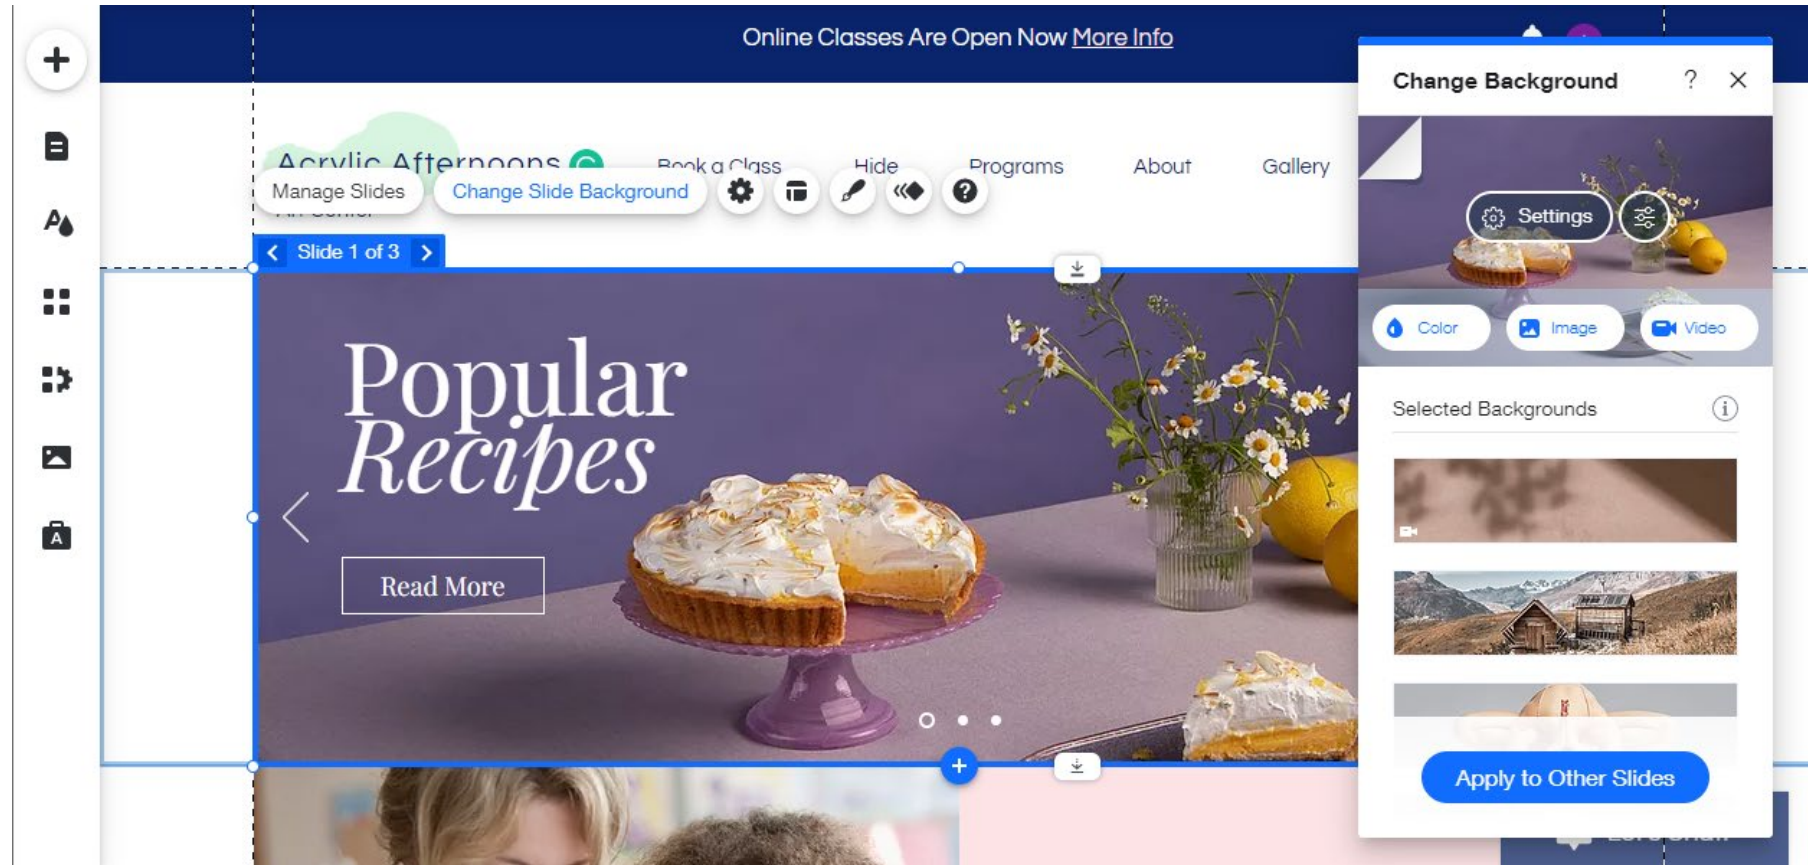 Online Classes Are Open Now More Info
Change Background ?
Acrylic Afternoons
Book a Class Hide Programs About Gallery
Manage Slides
Change Slide Background
Settings
Slide 1 of 3
Color
Image
Video
Popular
Recipes
Read More
Selected Backgrounds
Apply to Other Slides